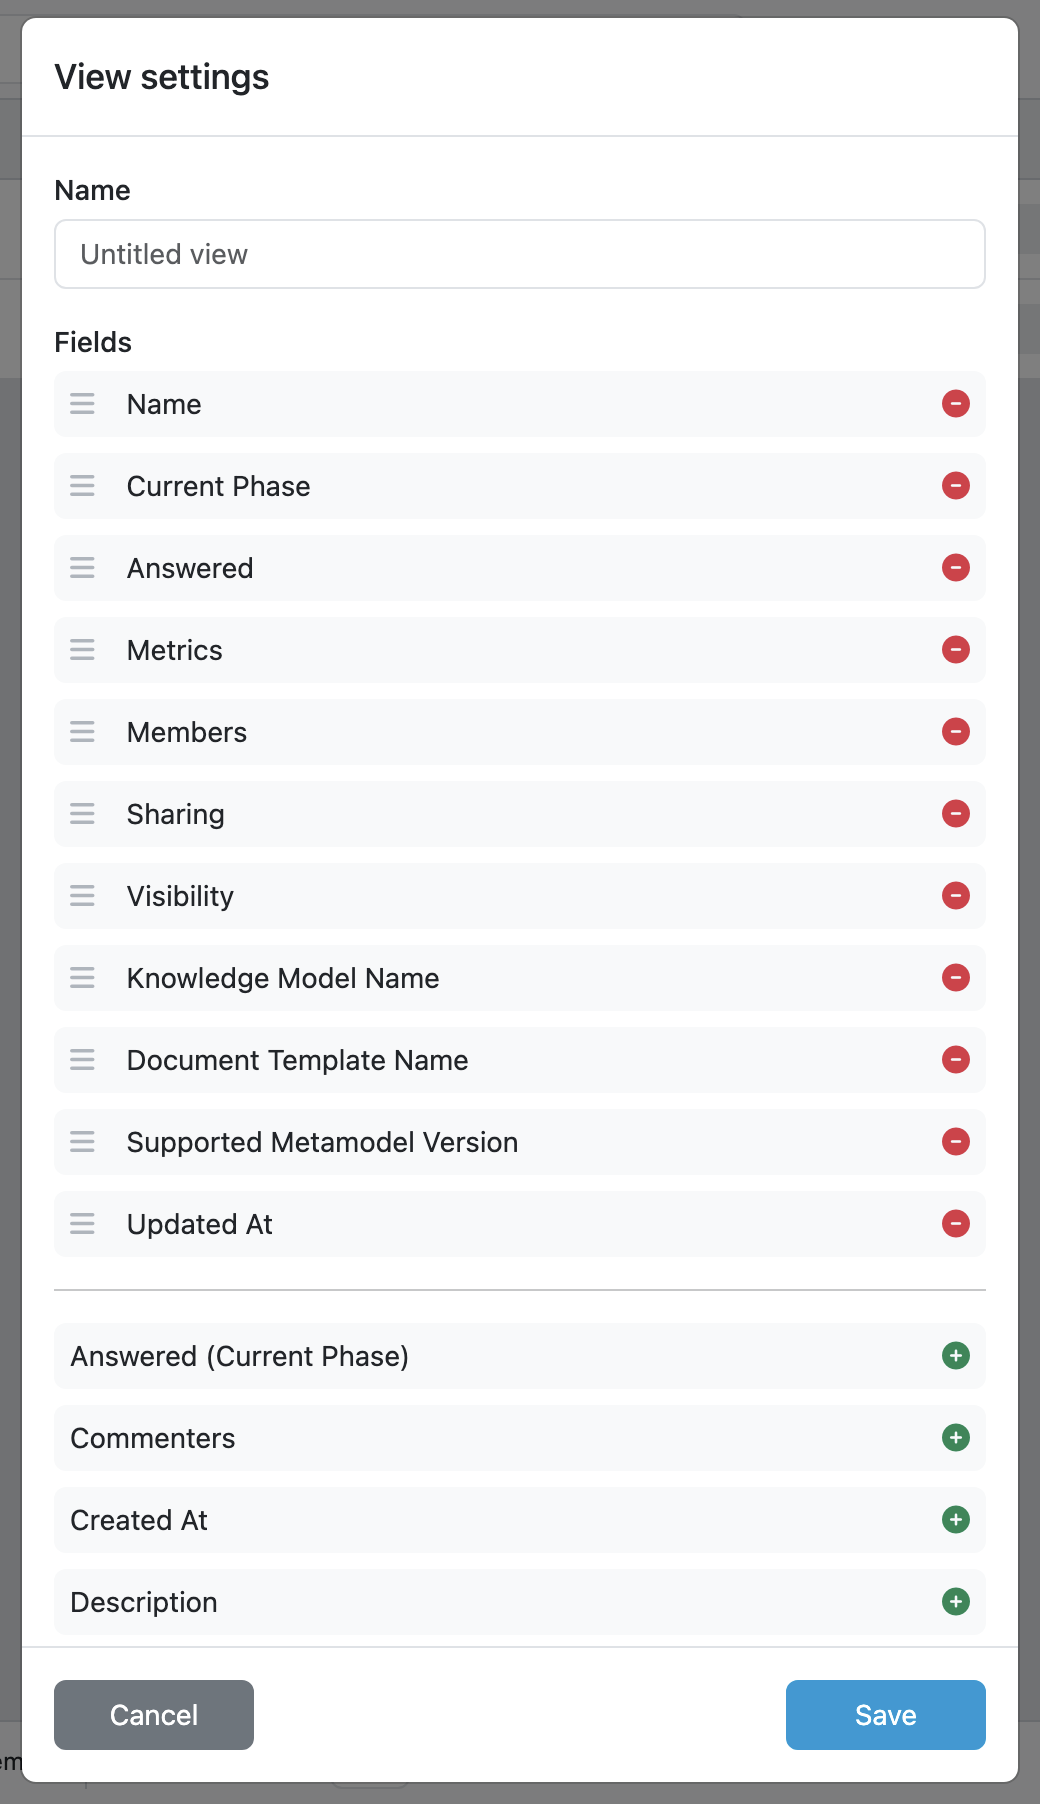 View settings
Name
Untitled view
Fields
Name
Current Phase
Answered
Metrics
Members
Sharing
Visibility
Knowledge Model Name
Document Template Name
Supported Metamodel Version
Updated At
Answered (Current Phase)
Commenters
Created At
Description
Cancel
Save